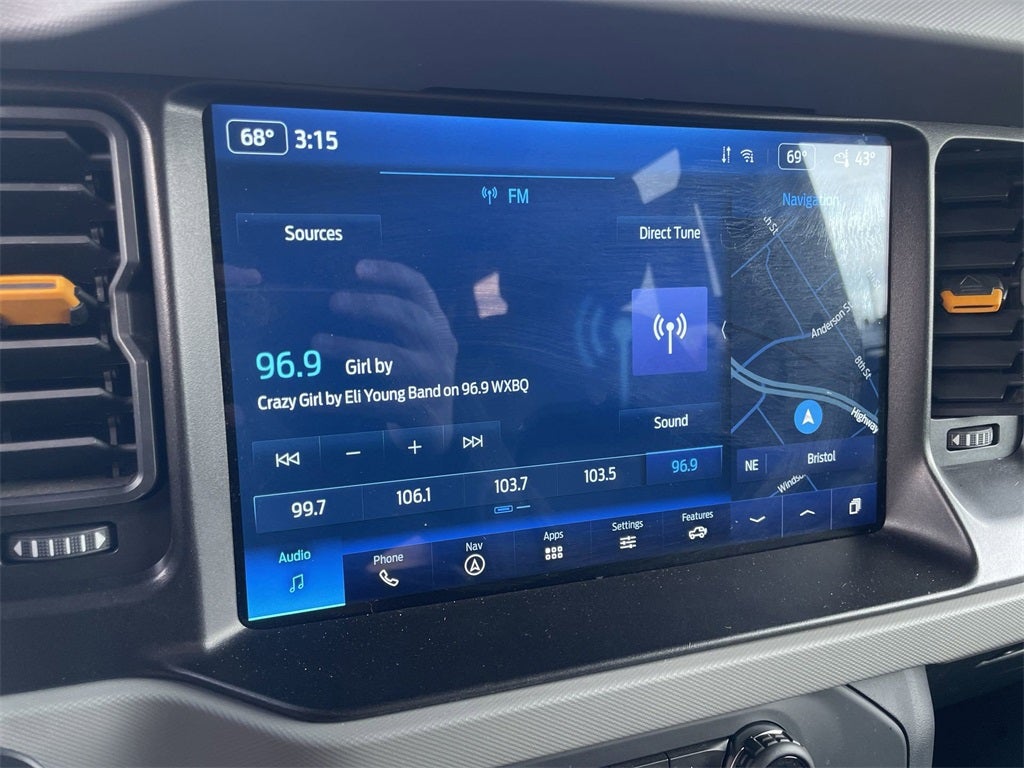 68° 3:15
69° 43°
FM
Navigation
Sources
Direct Tune
96.9 Girl by
Crazy Girl by Eli Young Band on 96.9 WXBQ
Sound
99.7 106.1 103.7 103.5 96.9
Anderson St
8th St
Highway
NE Bristol
Audio Phone Nav Apps Settings Features